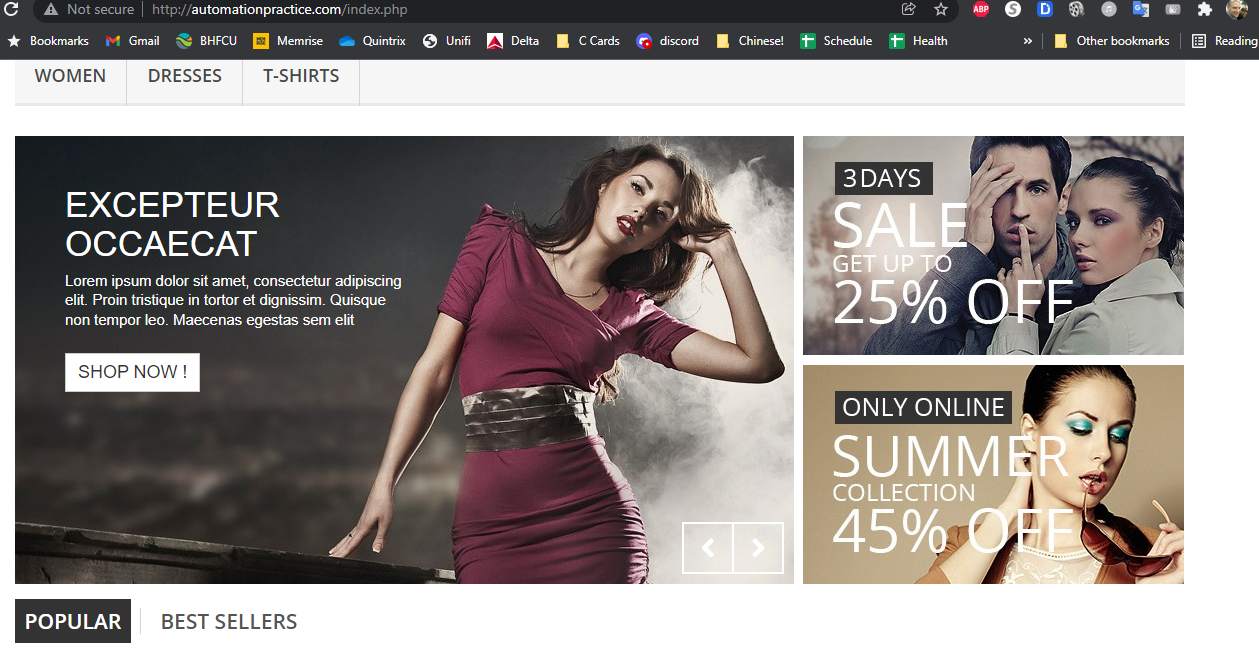 Not secure | http://automationpractice.com/index.php
ABP
Bookmarks Gmail BHFCU Memrise Quintrix Unifi Delta C Cards discord Chinese! Schedule Health » Other bookmarks Reading
WOMEN DRESSES T-SHIRTS
EXCEPTEUR
OCCAECAT
Lorem ipsum dolor sit amet, consectetur adipiscing
elit. Proin tristique in tortor et dignissim. Quisque
non tempor leo. Maecenas egestas sem elit
SHOP NOW !
3 DAYS
SALE
GET UP TO
25% OFF
ONLY ONLINE
SUMMER
COLLECTION
45% OFF
POPULAR BEST SELLERS